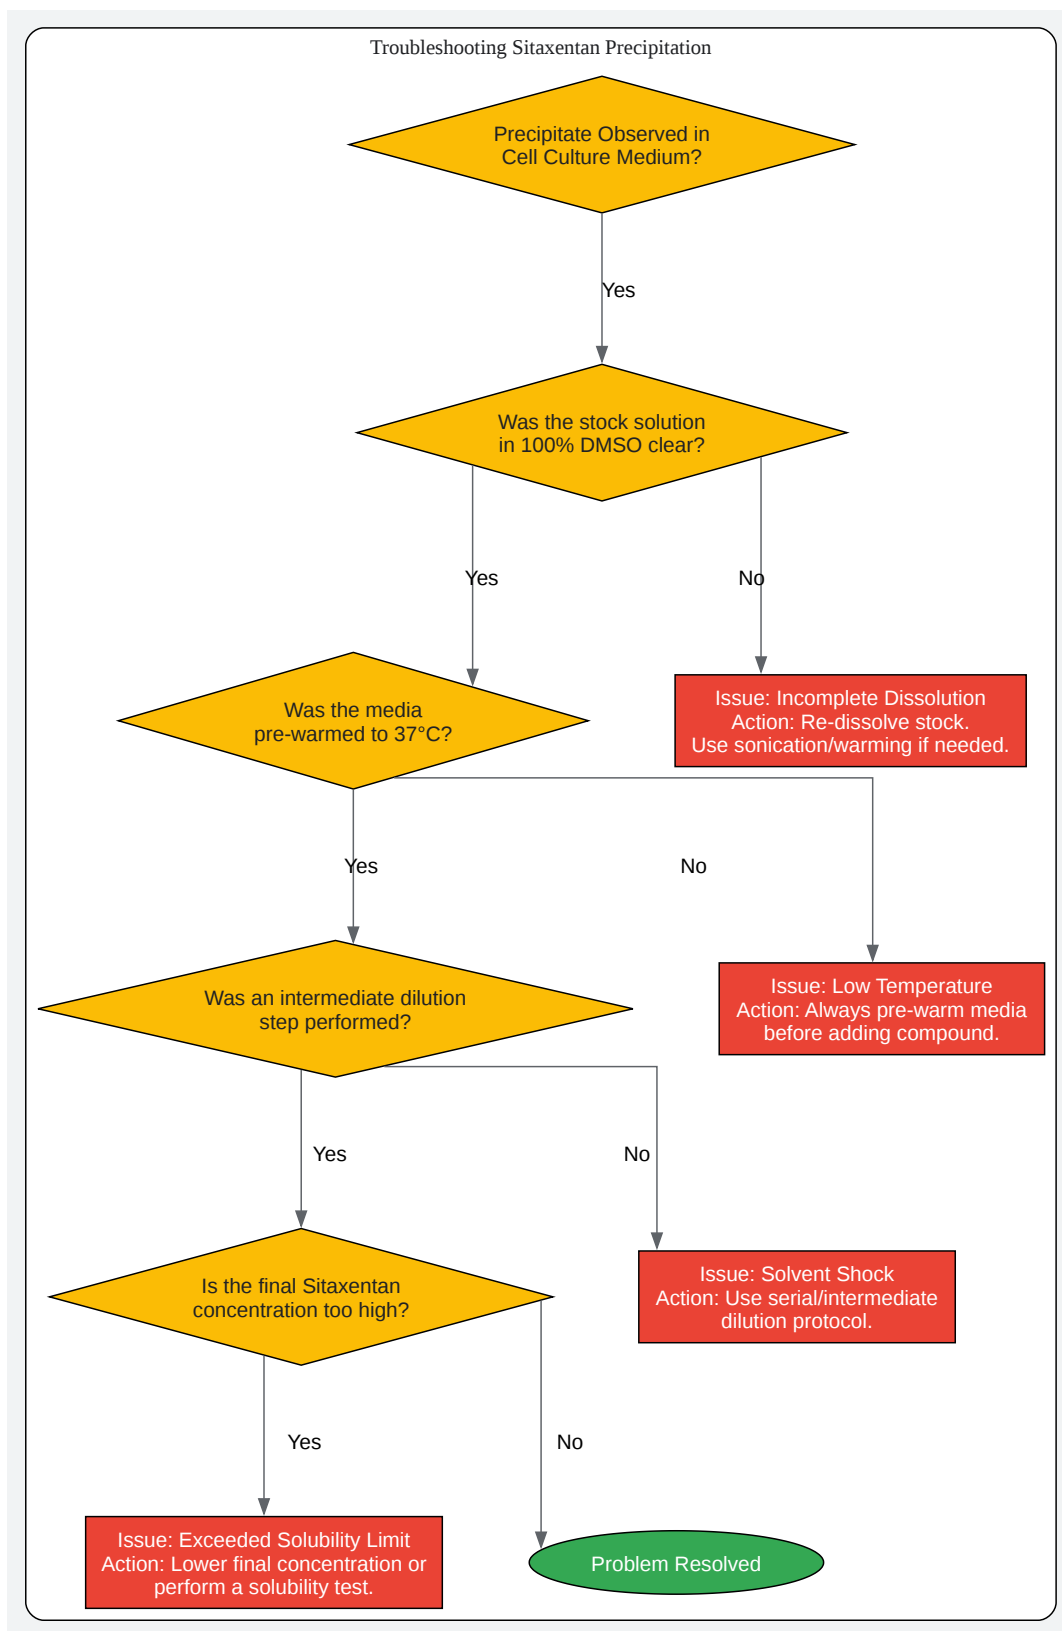 Troubleshooting Sitaxentan Precipitation
Precipitate Observed in
Cell Culture Medium?
Yes
Was the stock solution
in 100% DMSO clear?
Yes
No
Was the media
pre-warmed to 37°C?
Issue: Incomplete Dissolution
Action: Re-dissolve stock.
Use sonication/warming if needed.
Yes
No
Was an intermediate dilution
step performed?
Issue: Low Temperature
Action: Always pre-warm media
before adding compound.
Yes
No
Is the final Sitaxentan
concentration too high?
Issue: Solvent Shock
Action: Use serial/intermediate
dilution protocol.
Yes
No
Issue: Exceeded Solubility Limit
Action: Lower final concentration or
perform a solubility test.
Problem Resolved